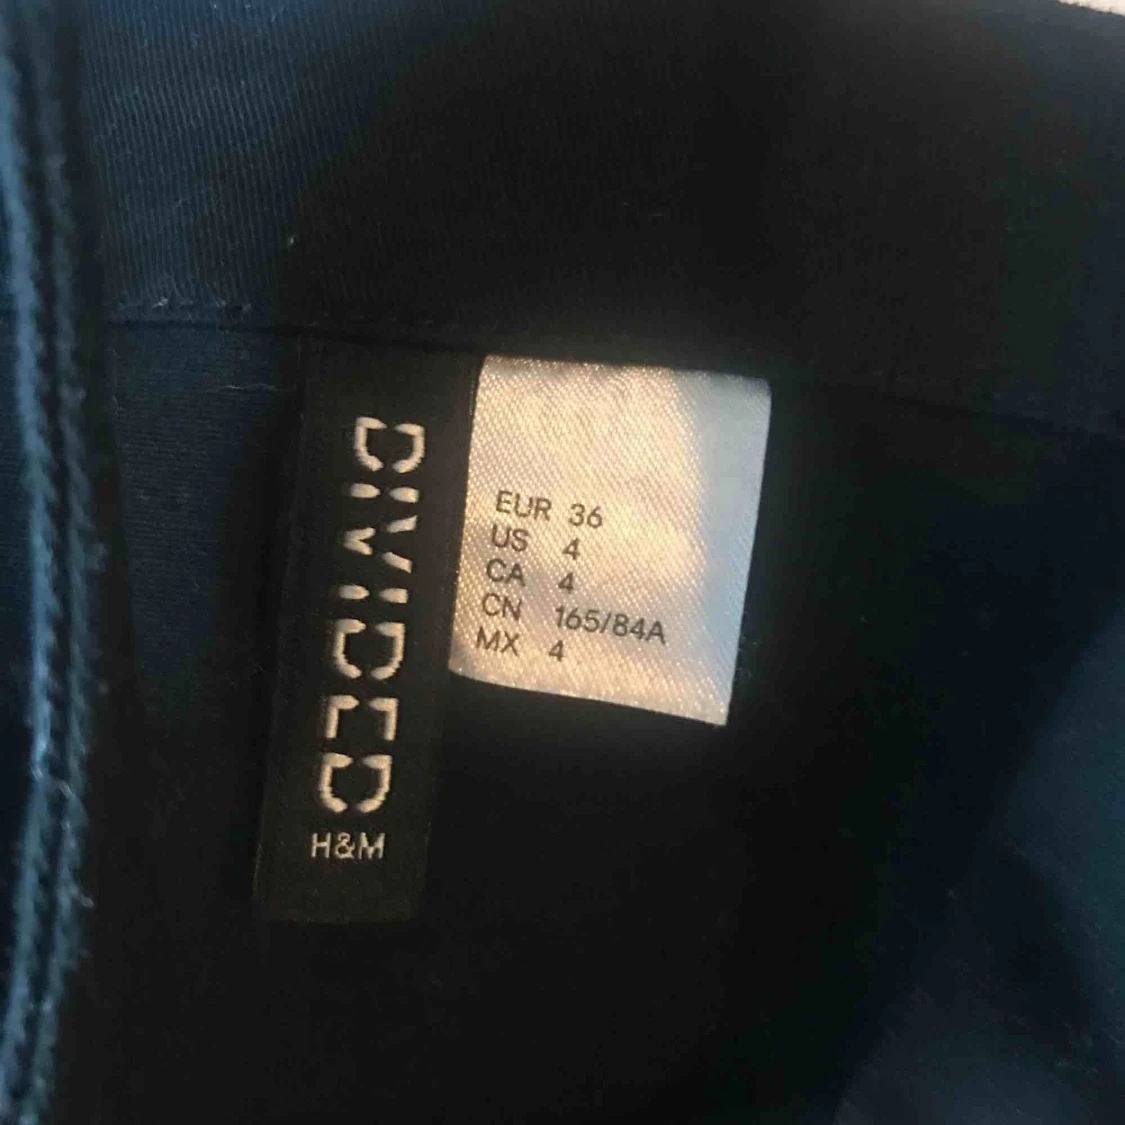 DIVIDED
H&M
EUR 36
US 4
CA 4
CN 165/84A
MX 4